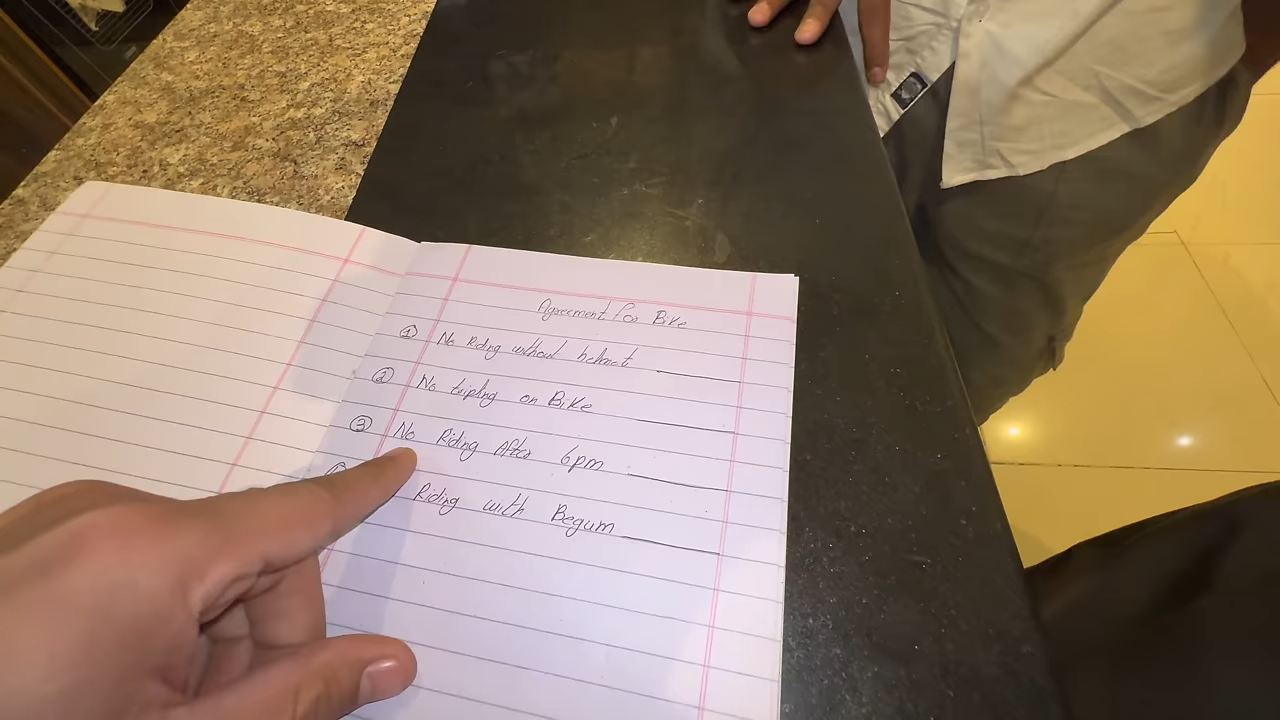 Agreement for Bike
① No Riding without helmet
② No tripling on Bike
③ No Riding After 6pm
Riding with Begum